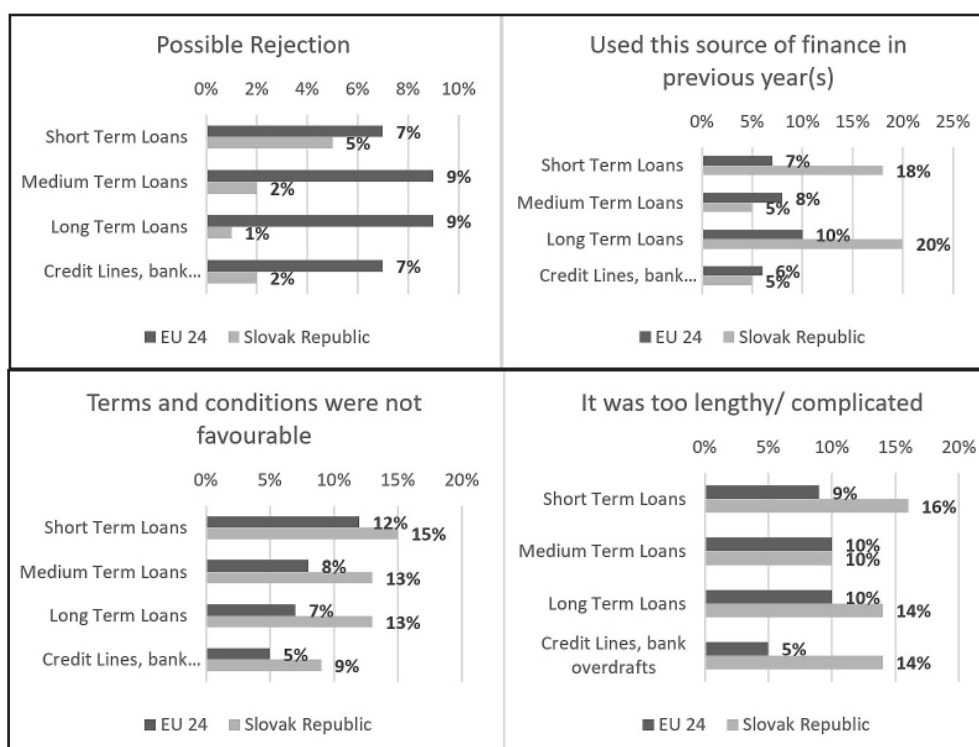 Possible Rejection
0% 2% 4% 6% 8% 10%
Short Term Loans 7%
5%
Medium Term Loans 9%
2%
Long Term Loans 9%
1%
Credit Lines, bank... 7%
2%
EU 24 Slovak Republic
Used this source of finance in
previous year(s)
0% 5% 10% 15% 20% 25%
Short Term Loans 7%
18%
Medium Term Loans 8%
5%
Long Term Loans 10%
20%
Credit Lines, bank... 6%
5%
EU 24 Slovak Republic
Terms and conditions were not
favourable
0% 5% 10% 15% 20%
Short Term Loans 12%
15%
Medium Term Loans 8%
13%
Long Term Loans 7%
13%
Credit Lines, bank... 5%
9%
EU 24 Slovak Republic
It was too lengthy/ complicated
0% 5% 10% 15% 20%
Short Term Loans 9%
16%
Medium Term Loans 10%
10%
Long Term Loans 10%
14%
Credit Lines, bank
overdrafts 5%
14%
EU 24 Slovak Republic